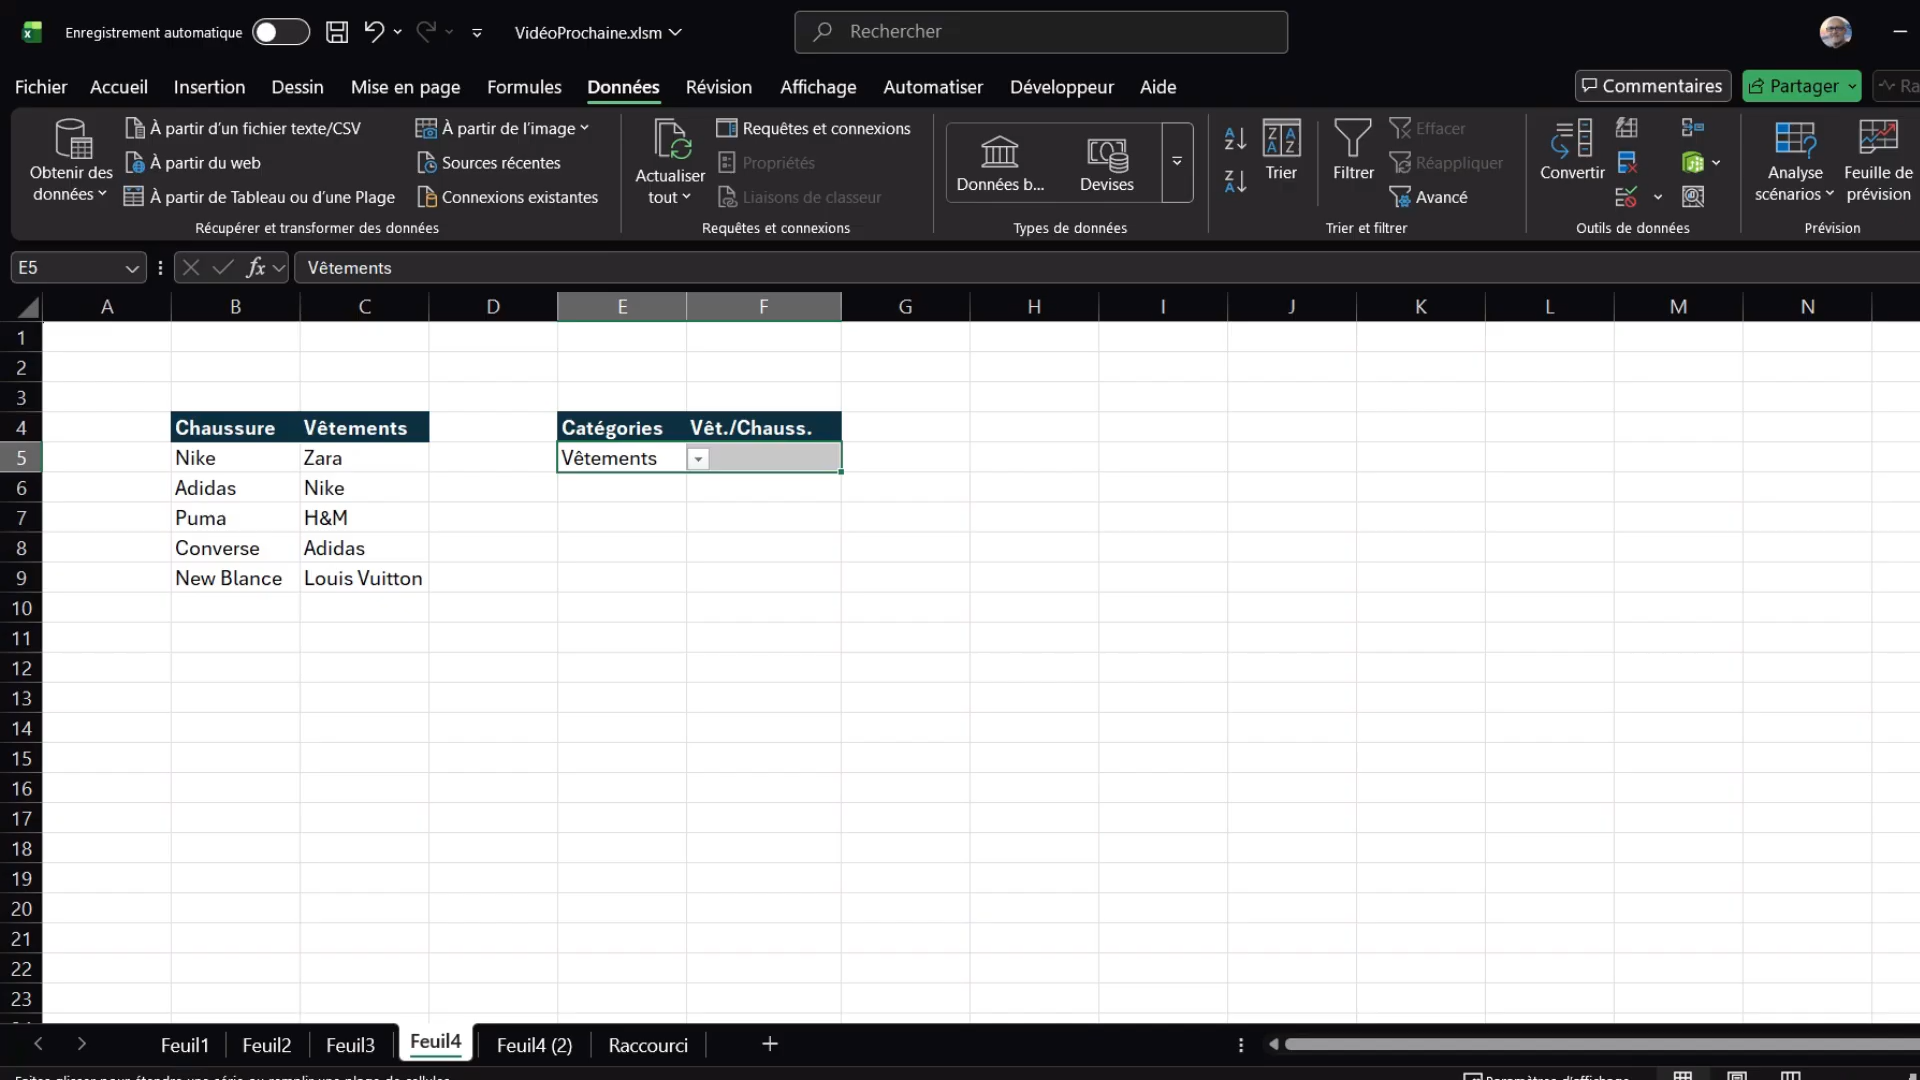 Enregistrement automatique
VidéoProchaine.xlsm
Rechercher
Fichier Accueil Insertion Dessin Mise en page Formules Données Révision Affichage Automatiser Développeur Aide
Commentaires
Partager
Obtenir des données
À partir d'un fichier texte/CSV
À partir du web
À partir de Tableau ou d'une Plage
À partir de l'image
Sources récentes
Connexions existantes
Récupérer et transformer des données
Actualiser tout
Requêtes et connexions
Propriétés
Liaisons de classeur
Requêtes et connexions
Données b...
Devises
Types de données
Trier
Filtrer
Effacer
Réappliquer
Avancé
Trier et filtrer
Convertir
Outils de données
Analyse scénarios
Feuille de prévision
Prévision
E5
fx
Vêtements
A B C D E F G H I J K L M N
1
2
3
4 Chaussure Vêtements Catégories Vêt./Chauss.
5 Nike Zara Vêtements
6 Adidas Nike
7 Puma H&M
8 Converse Adidas
9 New Blance Louis Vuitton
10
11
12
13
14
15
16
17
18
19
20
21
22
23
Feuil1 Feuil2 Feuil3 Feuil4 Feuil4 (2) Raccourci